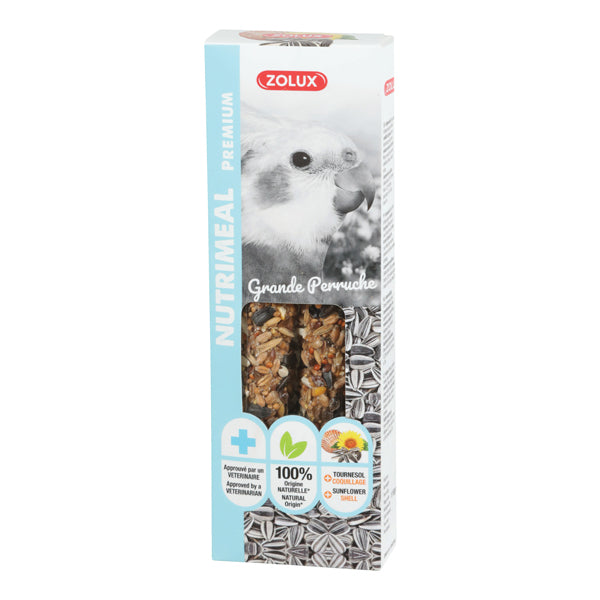 ZOLUX
NUTRIMEAL
PREMIUM
Grande Perruche
Approuvé par un
VÉTÉRINAIRE
Approved by a
VETERINARIAN
100%
Origine
NATURELLE*
NATURAL
Origin*
+ TOURNESOL
COQUILLAGE
+ SUNFLOWER
SHELL